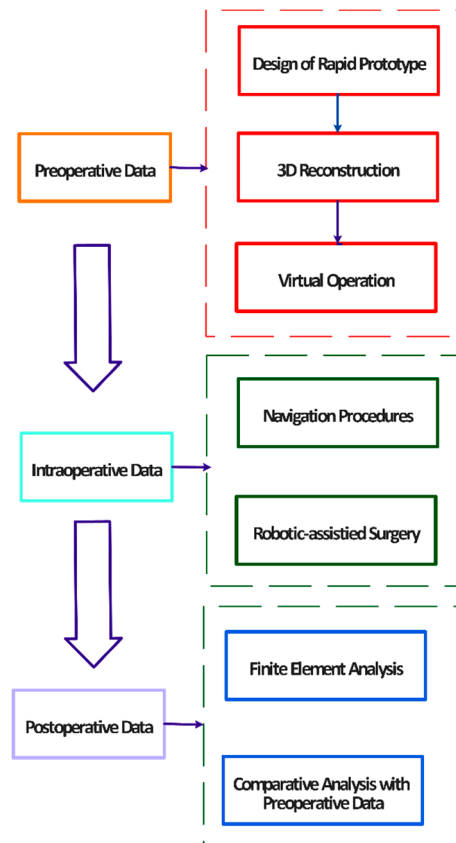 Design of Rapid Prototype
Preoperative Data
3D Reconstruction
Virtual Operation
Navigation Procedures
Intraoperative Data
Robotic-assistied Surgery
Finite Element Analysis
Postoperative Data
Comparative Analysis with
Preoperative Data